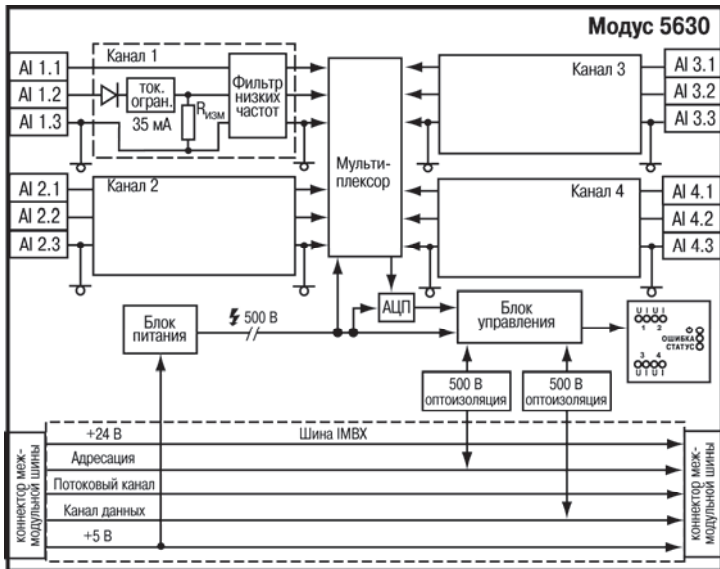 Модус 5630
AI 1.1
AI 1.2
AI 1.3
Канал 1
ток.
огран.
35 мА
Rизм
Фильтр
низких
частот
Мульти-
плексор
Канал 3
AI 3.1
AI 3.2
AI 3.3
AI 2.1
AI 2.2
AI 2.3
Канал 2
Канал 4
AI 4.1
AI 4.2
AI 4.3
Блок
питания
500 В
АЦП
Блок
управления
U I U I
1 2
ОШИБКА
СТАТУС
3 4
U I U I
500 В
оптоизоляция
500 В
оптоизоляция
коннектор меж-
модульной шины
+24 В
Шина IMBX
Адресация
Потоковый канал
Канал данных
+5 В
коннектор меж-
модульной шины